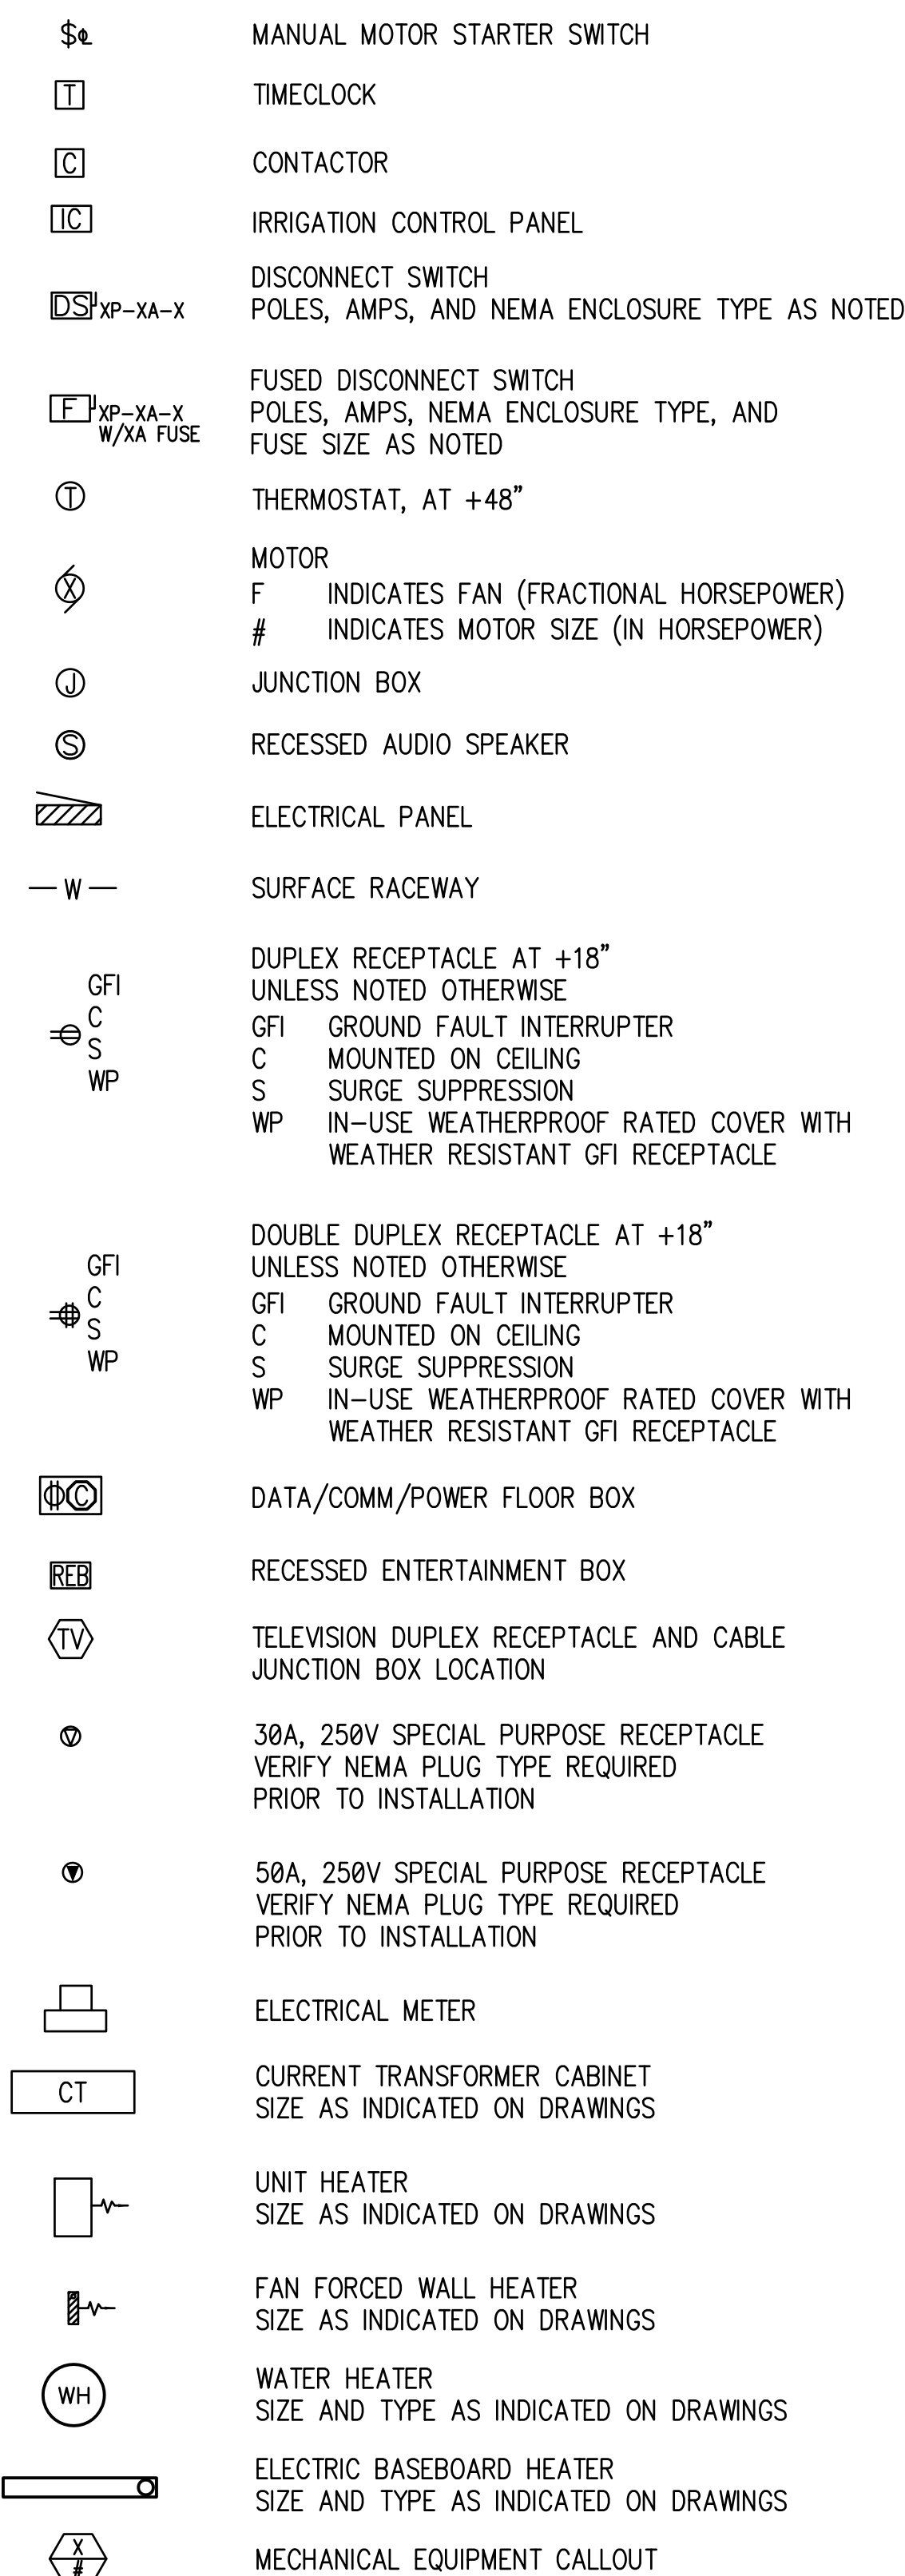 $℄ MANUAL MOTOR STARTER SWITCH
T TIMECLOCK
C CONTACTOR
IC IRRIGATION CONTROL PANEL
DISCONNECT SWITCH
DS XP-XA-X POLES, AMPS, AND NEMA ENCLOSURE TYPE AS NOTED
FUSED DISCONNECT SWITCH
F XP-XA-X POLES, AMPS, NEMA ENCLOSURE TYPE, AND
W/XA FUSE FUSE SIZE AS NOTED
T THERMOSTAT, AT +48"
MOTOR
X F INDICATES FAN (FRACTIONAL HORSEPOWER)
# INDICATES MOTOR SIZE (IN HORSEPOWER)
J JUNCTION BOX
S RECESSED AUDIO SPEAKER
ELECTRICAL PANEL
W SURFACE RACEWAY
DUPLEX RECEPTACLE AT +18"
GFI UNLESS NOTED OTHERWISE
C GFI GROUND FAULT INTERRUPTER
S C MOUNTED ON CEILING
WP S SURGE SUPPRESSION
WP IN-USE WEATHERPROOF RATED COVER WITH
WEATHER RESISTANT GFI RECEPTACLE
DOUBLE DUPLEX RECEPTACLE AT +18"
GFI UNLESS NOTED OTHERWISE
C GFI GROUND FAULT INTERRUPTER
S C MOUNTED ON CEILING
WP S SURGE SUPPRESSION
WP IN-USE WEATHERPROOF RATED COVER WITH
WEATHER RESISTANT GFI RECEPTACLE
C DATA/COMM/POWER FLOOR BOX
REB RECESSED ENTERTAINMENT BOX
TV TELEVISION DUPLEX RECEPTACLE AND CABLE
JUNCTION BOX LOCATION
30A, 250V SPECIAL PURPOSE RECEPTACLE
VERIFY NEMA PLUG TYPE REQUIRED
PRIOR TO INSTALLATION
50A, 250V SPECIAL PURPOSE RECEPTACLE
VERIFY NEMA PLUG TYPE REQUIRED
PRIOR TO INSTALLATION
ELECTRICAL METER
CT CURRENT TRANSFORMER CABINET
SIZE AS INDICATED ON DRAWINGS
UNIT HEATER
SIZE AS INDICATED ON DRAWINGS
FAN FORCED WALL HEATER
SIZE AS INDICATED ON DRAWINGS
WH WATER HEATER
SIZE AND TYPE AS INDICATED ON DRAWINGS
ELECTRIC BASEBOARD HEATER
SIZE AND TYPE AS INDICATED ON DRAWINGS
X MECHANICAL EQUIPMENT CALLOUT
#